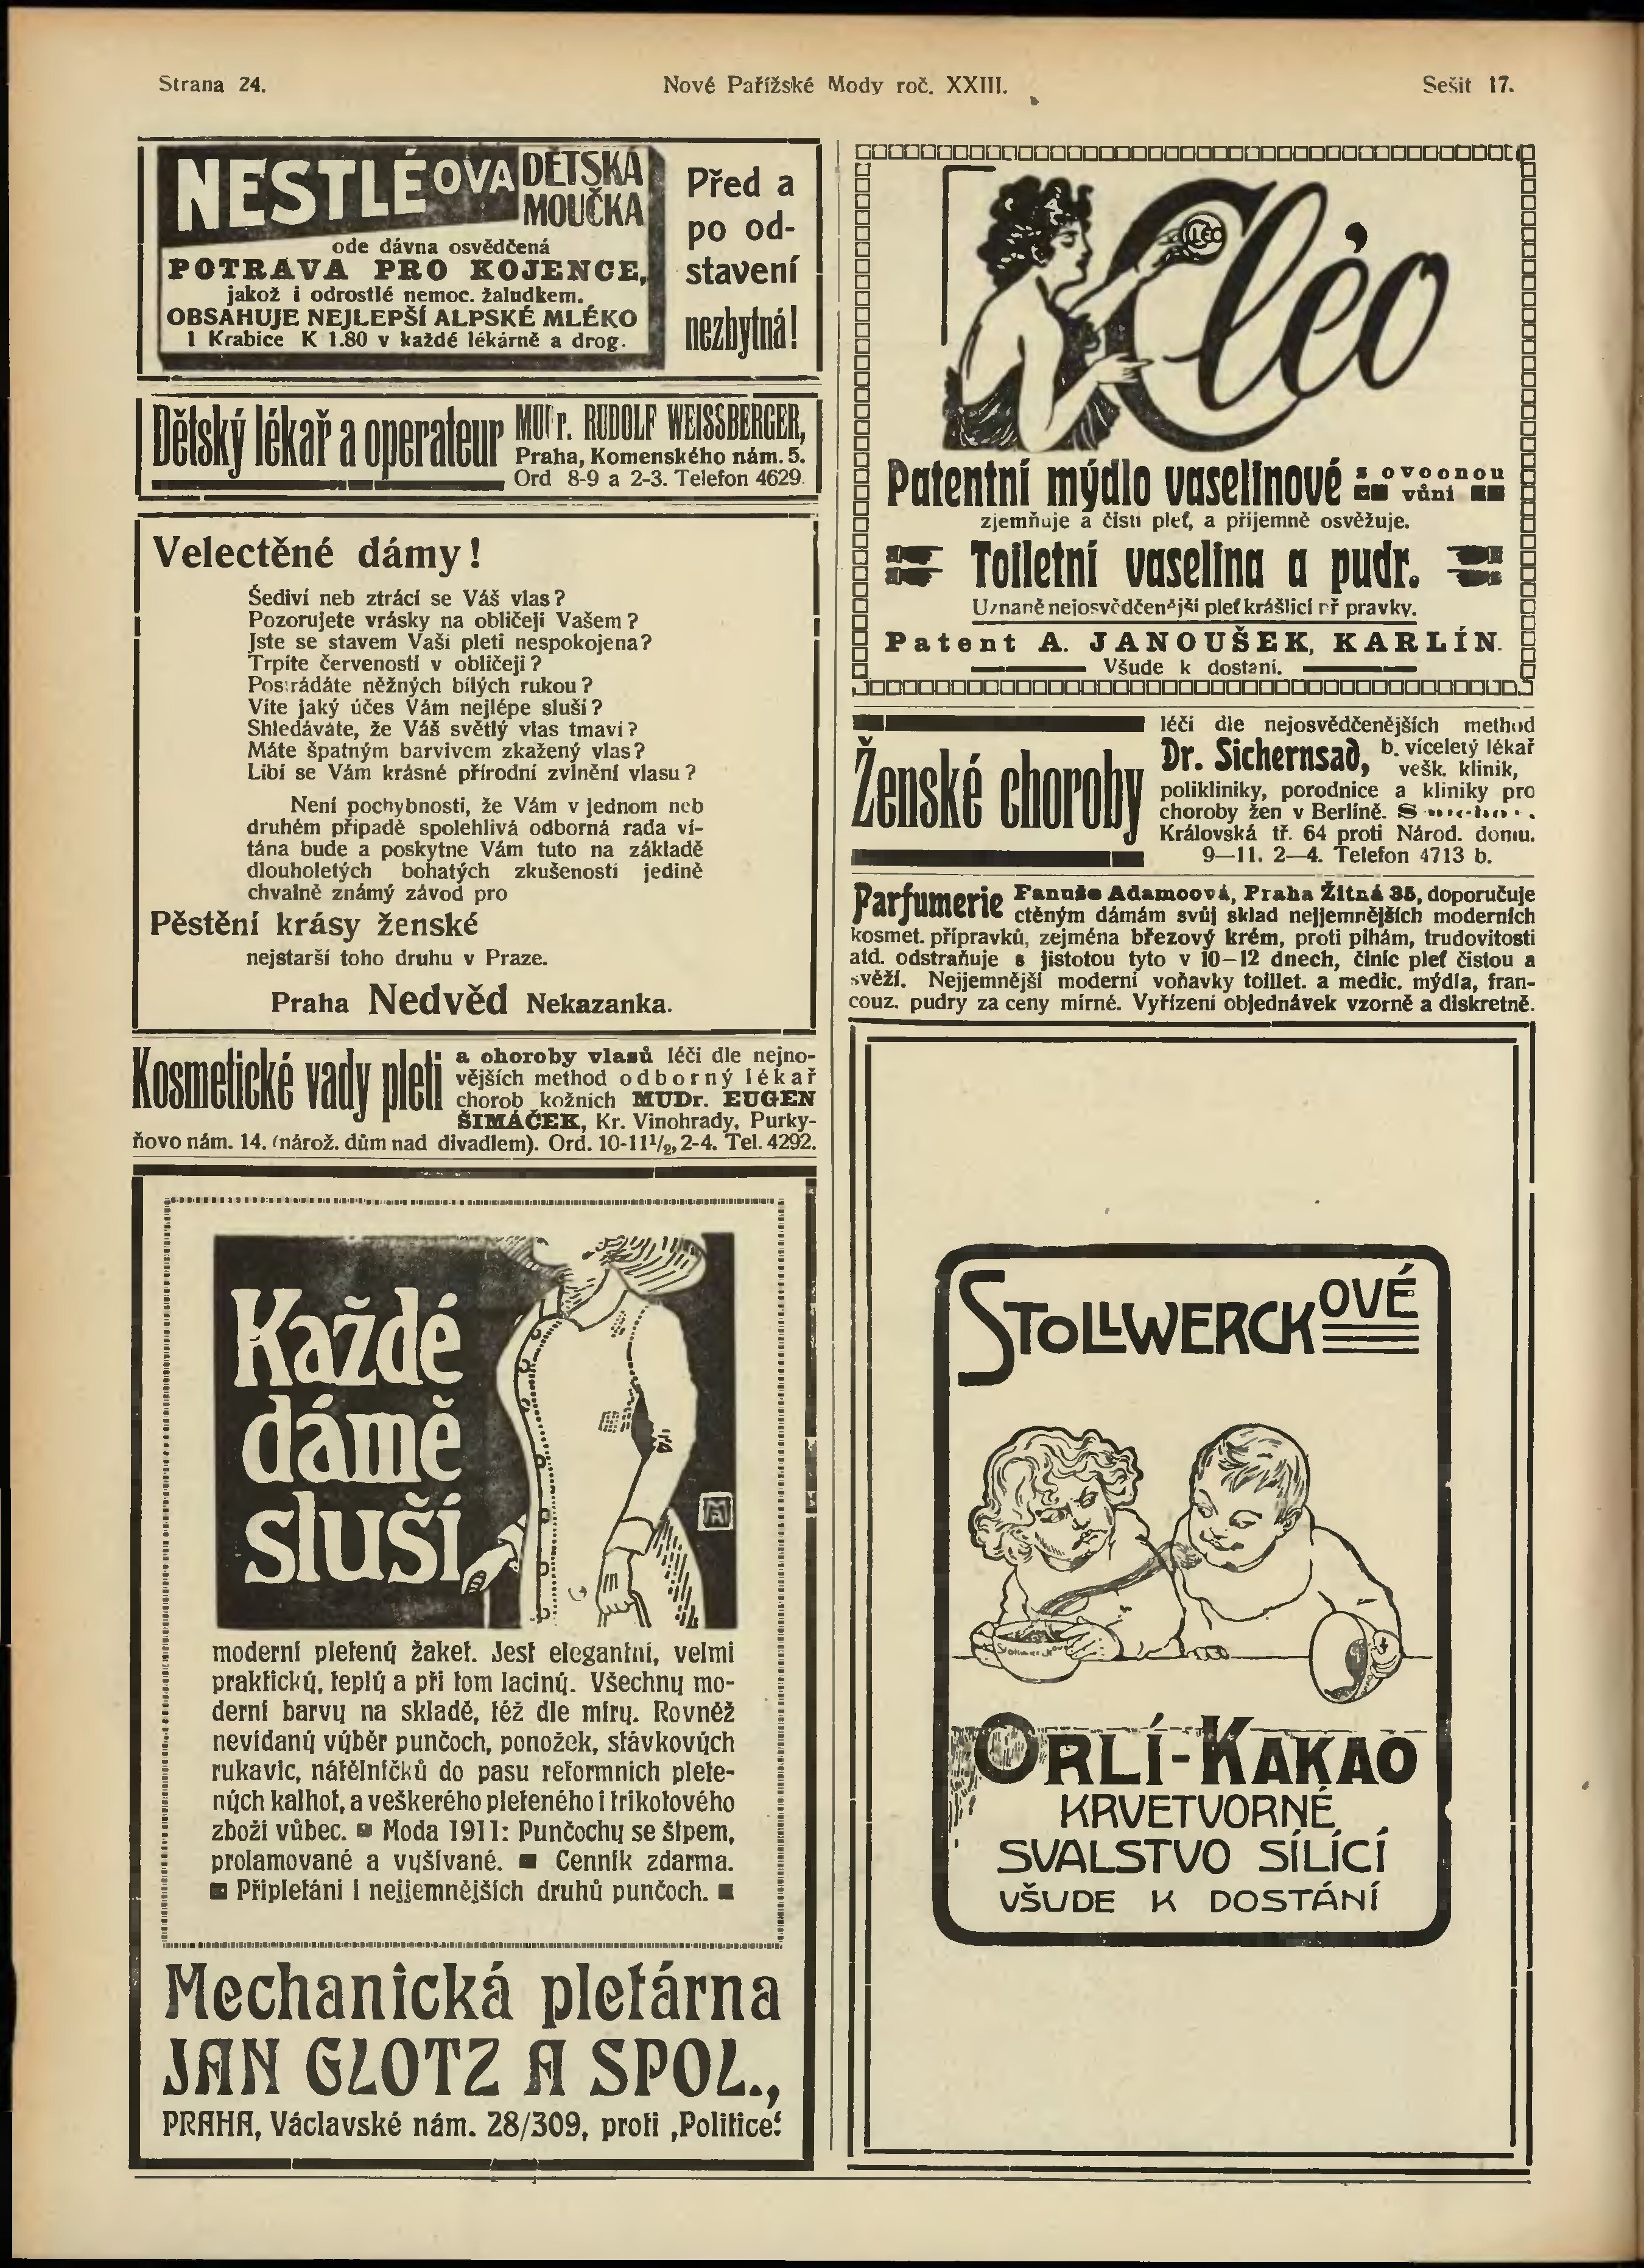 Strana 24.
Nové Pařížské Mody roč. XXIII.
Sešit 17.
NESTLÉOVA DĚTSKÁ
MOUČKA
ode dávna osvědčená
POTRAVA PRO KOJENCE,
jakož i odrostlé nemoc. žaludkem.
OBSAHUJE NEJLEPŠÍ ALPSKÉ MLÉKO
1 Krabice K 1.80 v každé lékárně a drog.
Před a
po od-
stavení
nezbytná!
Dětský lékař a operateur
MUDr. RUDOLF WEISSBERGER,
Praha, Komenského nám. 5.
Ord 8-9 a 2-3. Telefon 4629.
Velectěné dámy!
Šediví neb ztrácí se Váš vlas?
Pozorujete vrásky na obličeji Vašem?
Jste se stavem Vaší pleti nespokojena?
Trpíte červeností v obličeji?
Postrádáte něžných bílých rukou?
Víte jaký účes Vám nejlépe sluší?
Shledáváte, že Váš světlý vlas tmaví?
Máte špatným barvivem zkažený vlas?
Líbí se Vám krásné přírodní zvlnění vlasu?
Není pochybnosti, že Vám v jednom neb
druhém případě spolehlivá odborná rada ví-
tána bude a poskytne Vám tuto na základě
dlouholetých bohatých zkušeností jedině
chvalně známý závod pro
Pěstění krásy ženské
nejstarší toho druhu v Praze.
Praha Nedvěd Nekazanka.
Kosmetické vady pleti
a choroby vlasů léčí dle nejno-
vějších method odborný lékař
chorob kožních MUDr. EUGEN
ŠIMÁČEK, Kr. Vinohrady, Purky-
ňovo nám. 14. (nárož. dům nad divadlem). Ord. 10-11½, 2-4. Tel. 4292.
Každé
dámě
sluší
MA
moderní pletený žaket. Jest elegantní, velmi
praktický, teplý a při tom laciný. Všechny mo-
derní barvy na skladě, též dle míry. Rovněž
nevídaný výběr punčoch, ponožek, stávkových
rukavic, nátělníčků do pasu reformních plete-
ných kalhot, a veškerého pleteného i trikotového
zboží vůbec. ■ Moda 1911: Punčochy se šípem,
prolamované a vyšívané. ■ Cenník zdarma.
■ Připletání i nejjemnějších druhů punčoch. ■
Mechanická pletárna
JAN GLOTZ A SPOL.,
PRAHA, Václavské nám. 28/309, proti ‚Politice‘
Cléo
CLÉO
Patentní mýdlo vaselinové s ovocnou
vůní
zjemňuje a čistí pleť, a příjemně osvěžuje.
Toiletní vaselina a pudr.
Uznaně nejosvědčenější pleť krášlící přípravky.
Patent A. JANOUŠEK, KARLÍN.
Všude k dostání.
Ženské choroby
léčí dle nejosvědčenějších method
Dr. Sichernsad, b. víceletý lékař
vešk. klinik,
polikliniky, porodnice a kliniky pro
choroby žen v Berlíně.
Královská tř. 64 proti Národ. domu.
9—11. 2—4. Telefon 4713 b.
Parfumerie Fanuše Adamcová, Praha Žitná 35, doporučuje
ctěným dámám svůj sklad nejjemnějších moderních
kosmet. přípravků, zejména březový krém, proti pihám, trudovitosti
atd. odstraňuje s jistotou tyto v 10—12 dnech, činíc pleť čistou a
svěží. Nejjemnější moderní voňavky toillet. a medic. mýdla, fran-
couz. pudry za ceny mírné. Vyřízení objednávek vzorně a diskretně.
STOLLWERCKOVÉ
Stollwerck
ORLÍ-KAKAO
KRVETVORNÉ
SVALSTVO SÍLÍCÍ
VŠUDE K DOSTÁNÍ